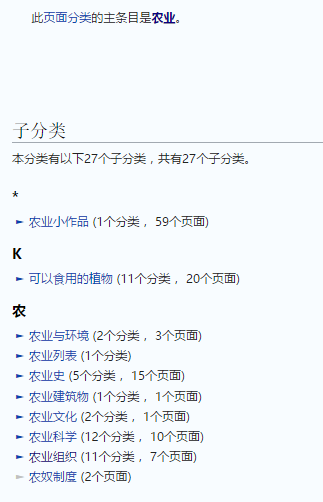 此页面分类的主条目是农业。
子分类
本分类有以下27个子分类，共有27个子分类。
*
► 农业小作品 (1个分类， 59个页面)
K
► 可以食用的植物 (11个分类， 20个页面)
农
► 农业与环境 (2个分类， 3个页面)
► 农业列表 (1个分类)
► 农业史 (5个分类， 15个页面)
► 农业建筑物 (1个分类， 1个页面)
► 农业文化 (2个分类， 1个页面)
► 农业科学 (12个分类， 10个页面)
► 农业组织 (11个分类， 7个页面)
► 农奴制度 (2个页面)